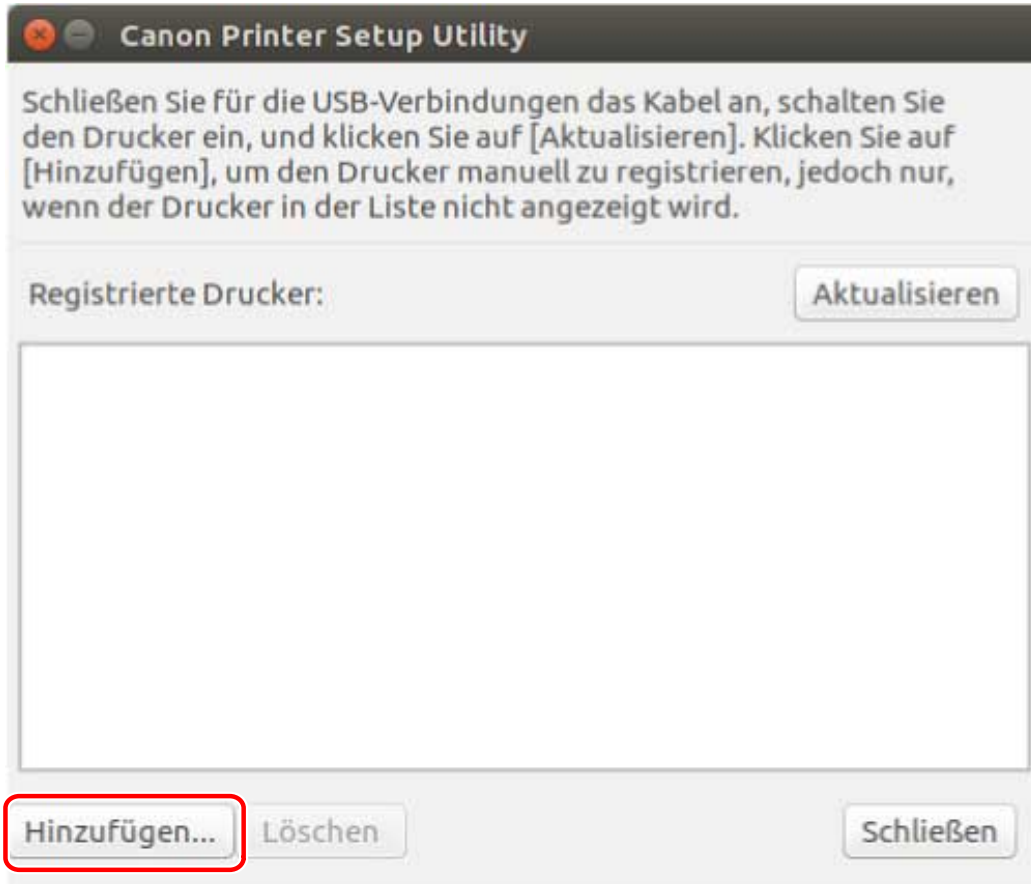 Canon Printer Setup Utility
Schließen Sie für die USB-Verbindungen das Kabel an, schalten Sie
den Drucker ein, und klicken Sie auf [Aktualisieren]. Klicken Sie auf
[Hinzufügen], um den Drucker manuell zu registrieren, jedoch nur,
wenn der Drucker in der Liste nicht angezeigt wird.
Registrierte Drucker: Aktualisieren
Hinzufügen... Löschen Schließen